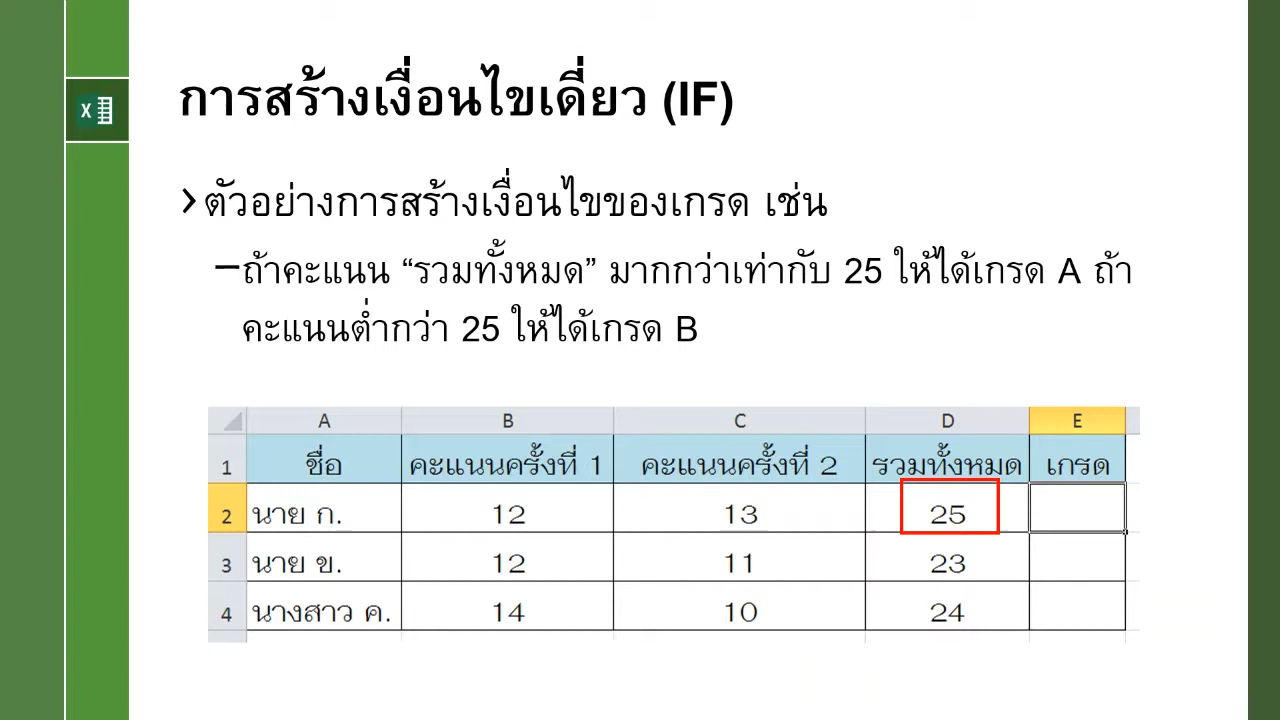 การสร้างเงื่อนไขเดี่ยว (IF)
ตัวอย่างการสร้างเงื่อนไขของเกรด เช่น
–ถ้าคะแนน “รวมทั้งหมด” มากกว่าเท่ากับ 25 ให้ได้เกรด A ถ้า
คะแนนต่ำกว่า 25 ให้ได้เกรด B
A B C D E
1 ชื่อ คะแนนครั้งที่ 1 คะแนนครั้งที่ 2 รวมทั้งหมด เกรด
2 นาย ก. 12 13 25
3 นาย ข. 12 11 23
4 นางสาว ค. 14 10 24